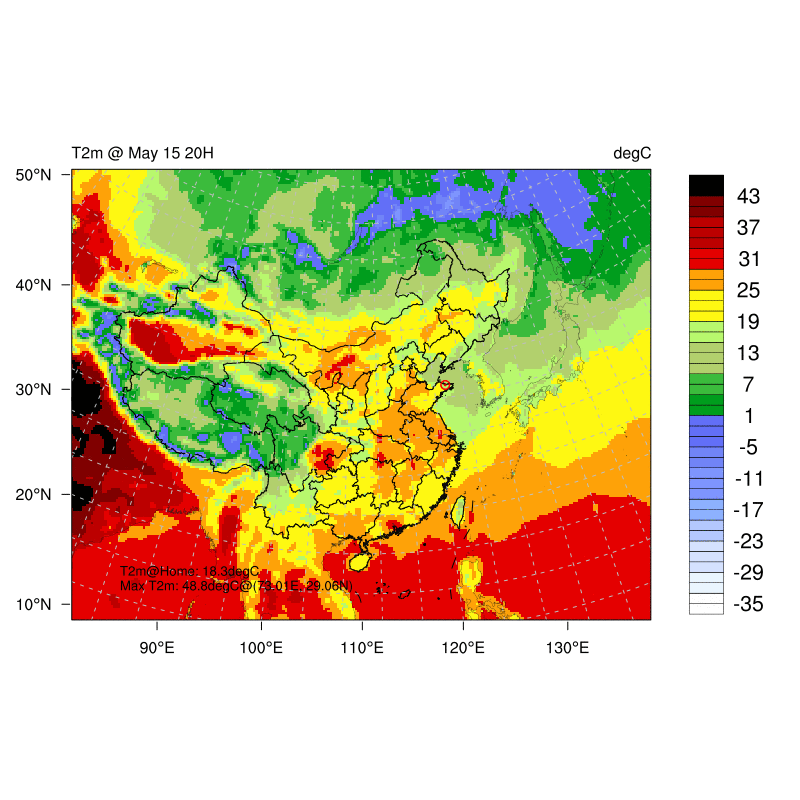 T2m @ May 15 20H
degC
50°N
40°N
30°N
20°N
10°N
90°E
100°E
110°E
120°E
130°E
43
37
31
25
19
13
7
1
-5
-11
-17
-23
-29
-35
T2m@Home: 18.3degC
Max T2m: 48.8degC@(73.01E, 29.06N)